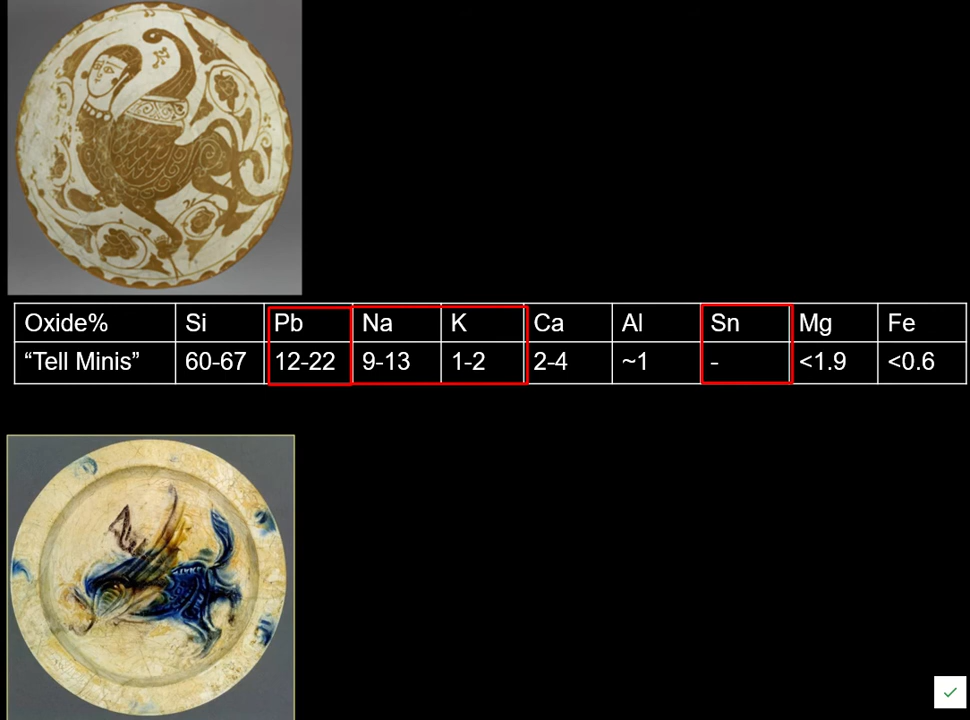 Oxide% Si Pb Na K Ca Al Sn Mg Fe
“Tell Minis” 60-67 12-22 9-13 1-2 2-4 ~1 - <1.9 <0.6